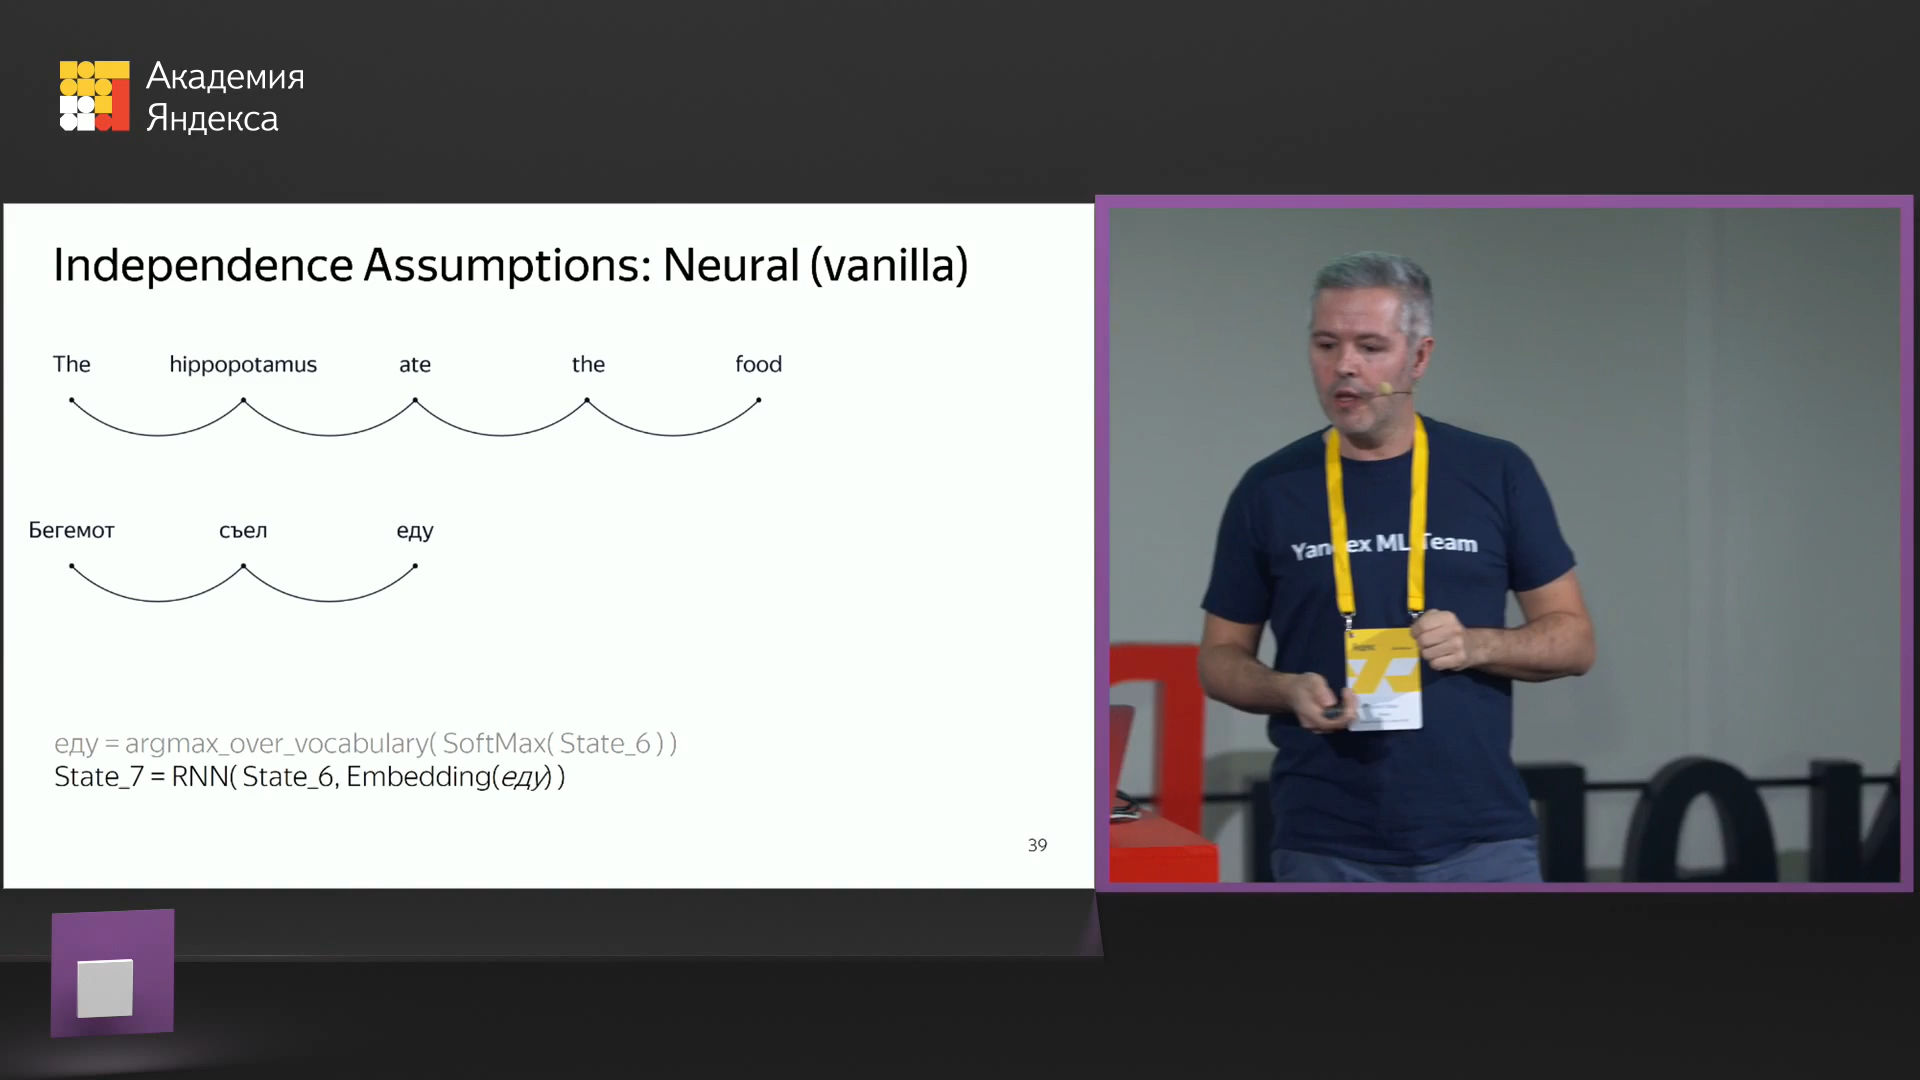 Академия
Яндекса
Independence Assumptions: Neural (vanilla)
The hippopotamus ate the food
Бегемот съел еду
еду = argmax_over_vocabulary( SoftMax( State_6 ) )
State_7 = RNN( State_6, Embedding(еду) )
39
Yandex ML Team